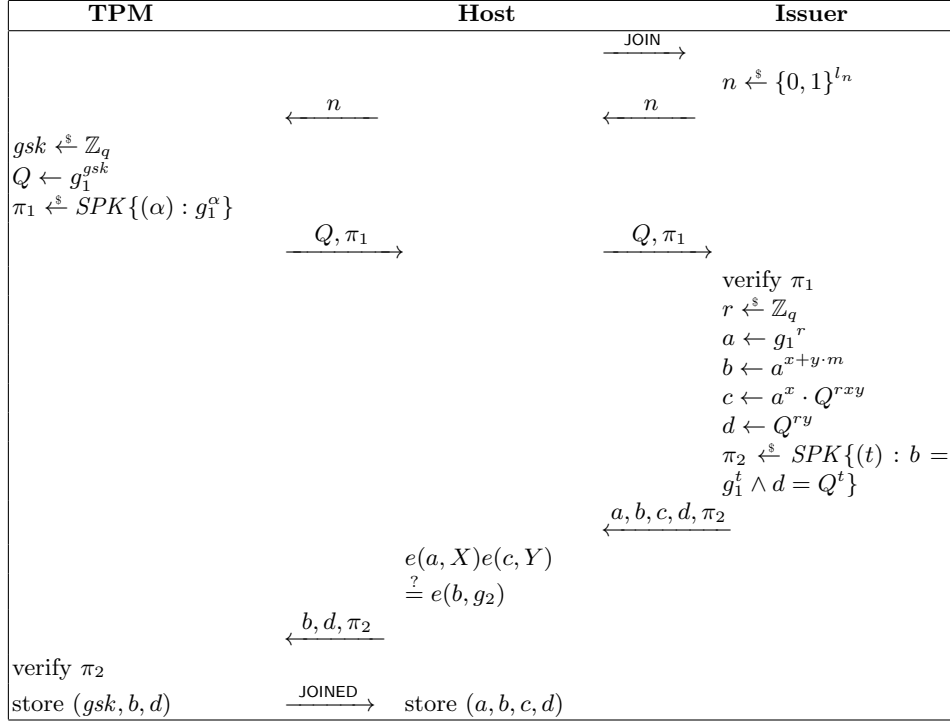 TPM Host Issuer
JOIN
n ←$ {0, 1}^{l_n}
n n
gsk ←$ ℤ_q
Q ← g_1^{gsk}
π_1 ←$ SPK{(α) : g_1^α}
Q, π_1 Q, π_1
verify π_1
r ←$ ℤ_q
a ← g_1^r
b ← a^{x+y·m}
c ← a^x · Q^{rxy}
d ← Q^{ry}
π_2 ←$ SPK{(t) : b =
g_1^t ∧ d = Q^t}
a, b, c, d, π_2
e(a, X)e(c, Y)
≟ e(b, g_2)
b, d, π_2
verify π_2
store (gsk, b, d) JOINED store (a, b, c, d)